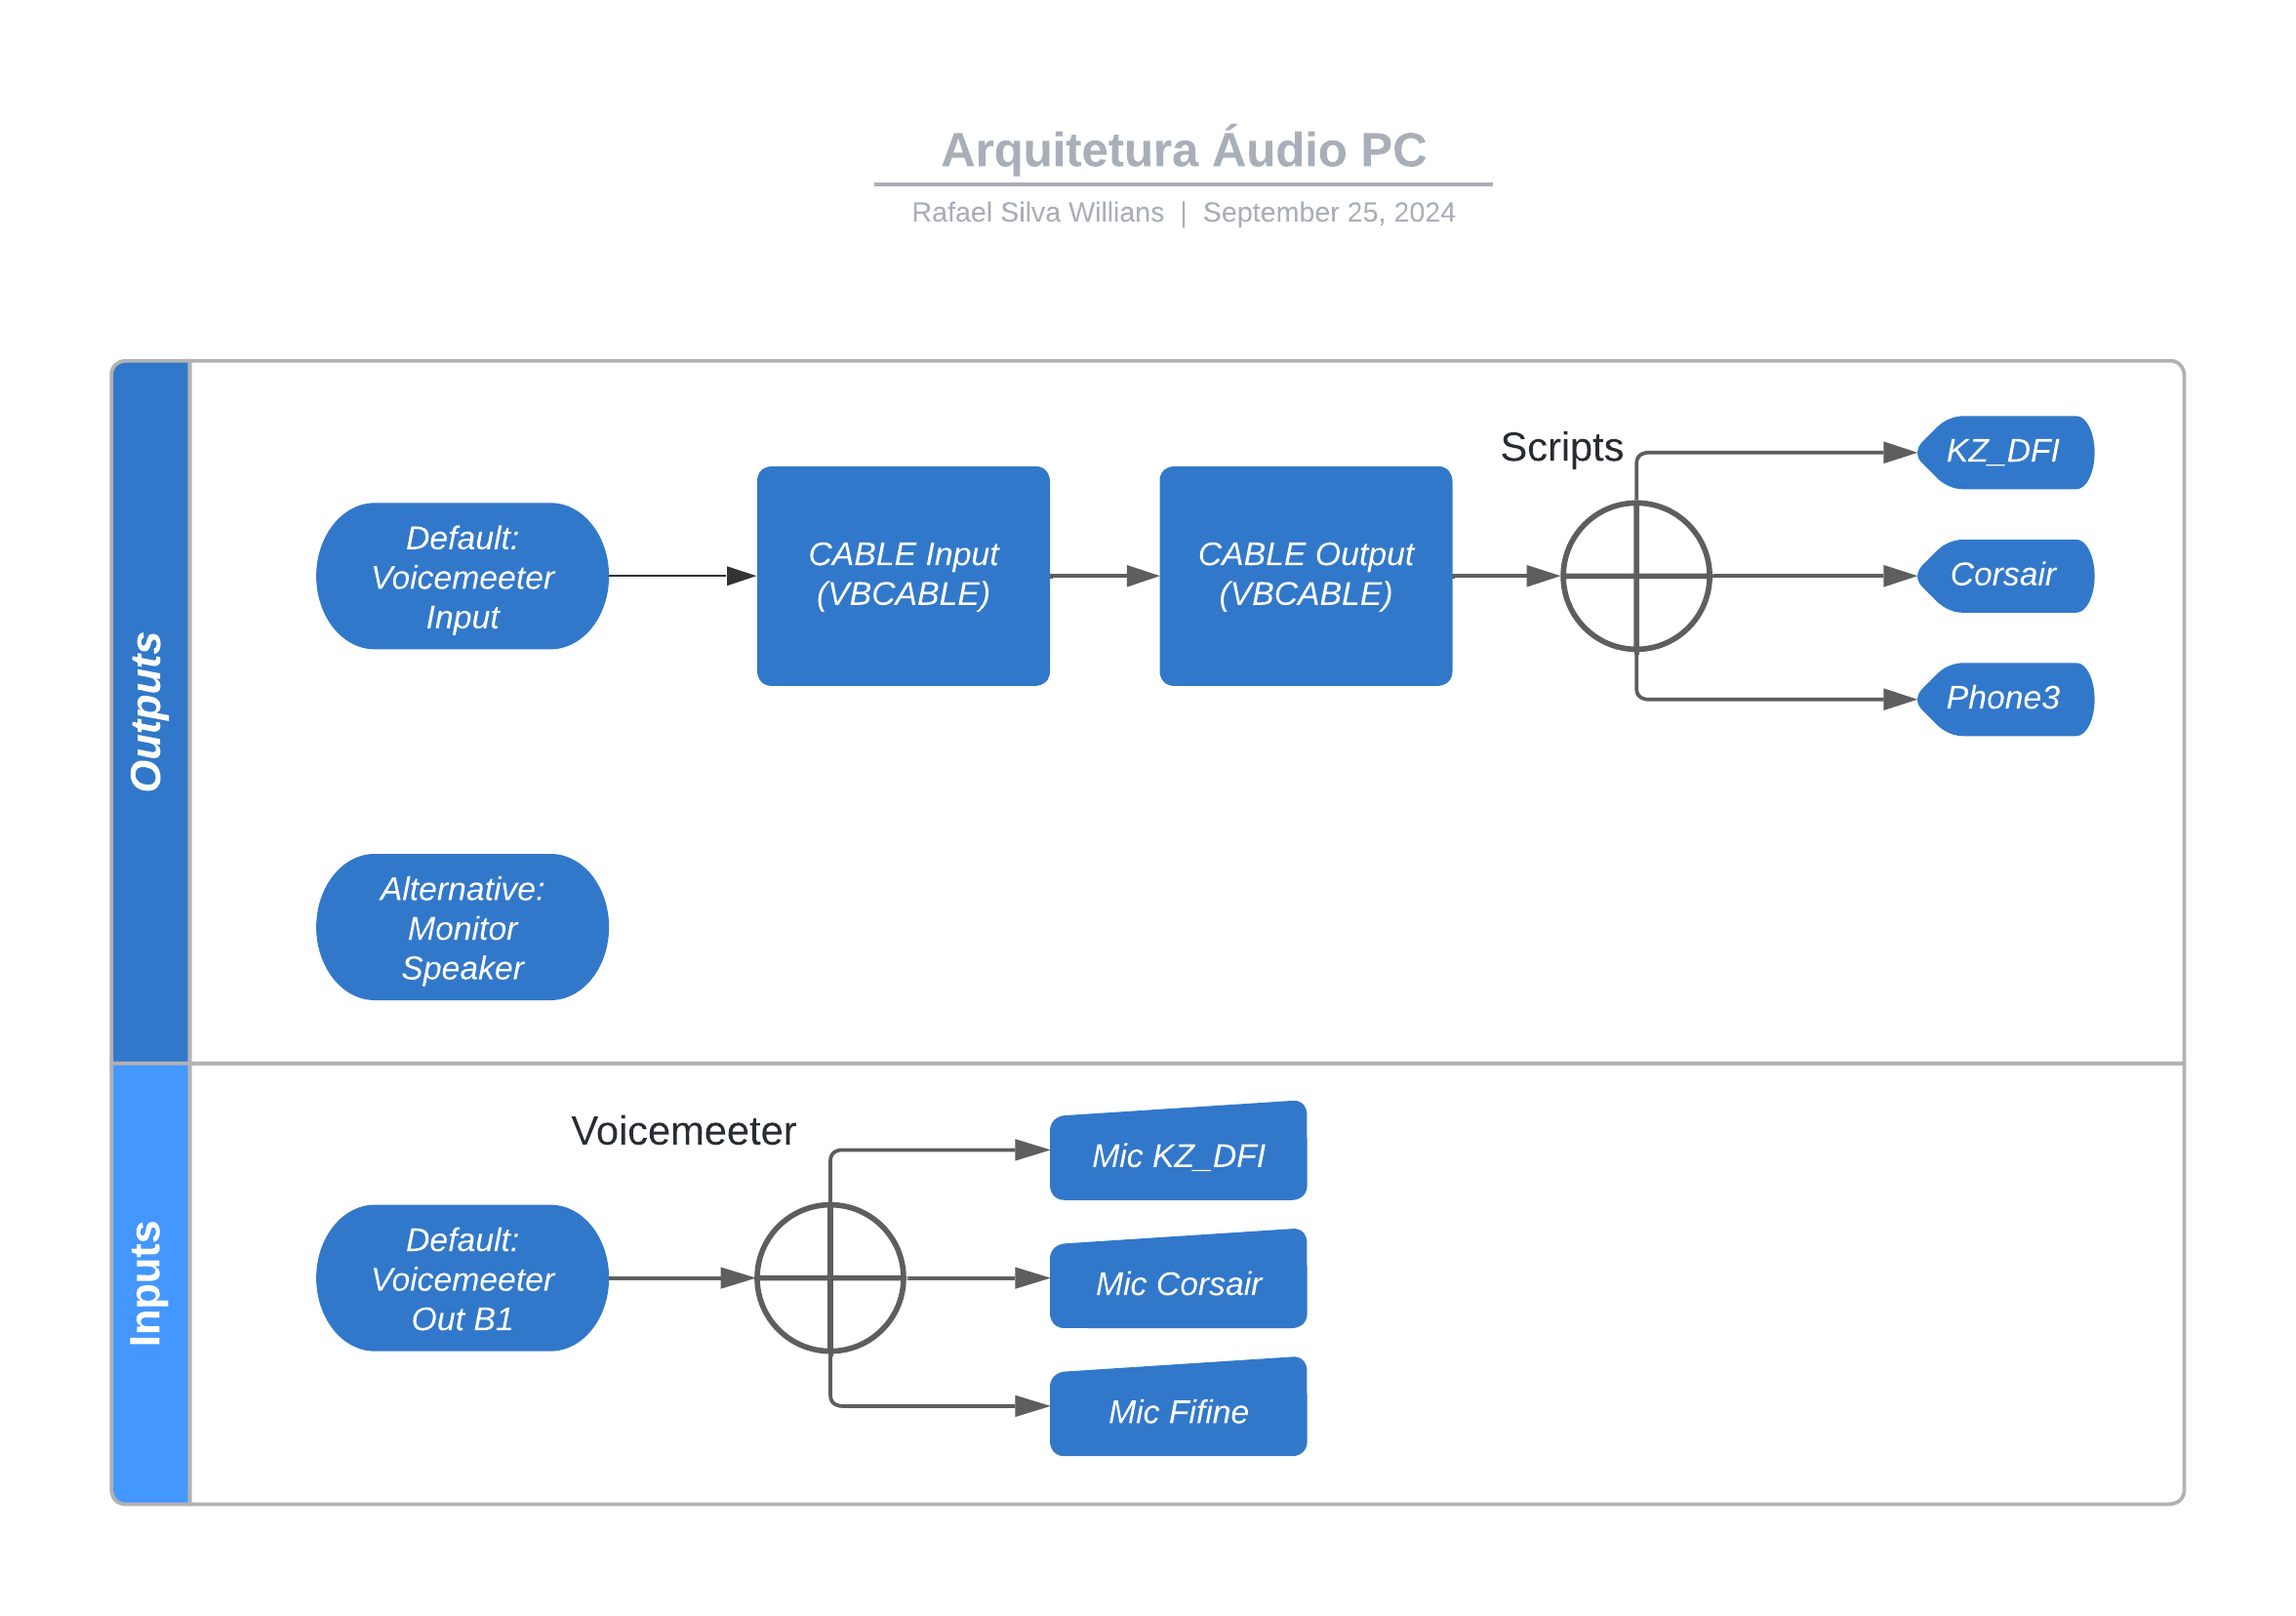 Arquitetura Áudio PC
Rafael Silva Willians | September 25, 2024
Outputs
Scripts
KZ_DFI
Default:
Voicemeeter
Input
CABLE Input
(VBCABLE)
CABLE Output
(VBCABLE)
Corsair
Phone3
Alternative:
Monitor
Speaker
Inputs
Voicemeeter
Mic KZ_DFI
Default:
Voicemeeter
Out B1
Mic Corsair
Mic Fifine